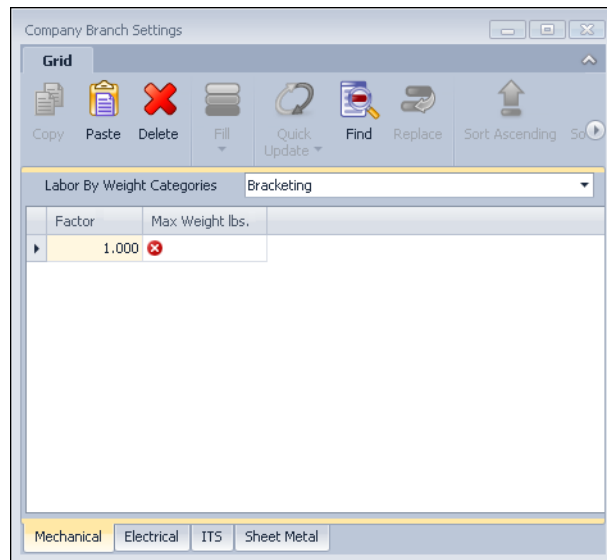 Company Branch Settings
Grid
Copy Paste Delete Fill Quick Update Find Replace Sort Ascending So
Labor By Weight Categories Bracketing
Factor Max Weight lbs.
1.000
Mechanical Electrical ITS Sheet Metal